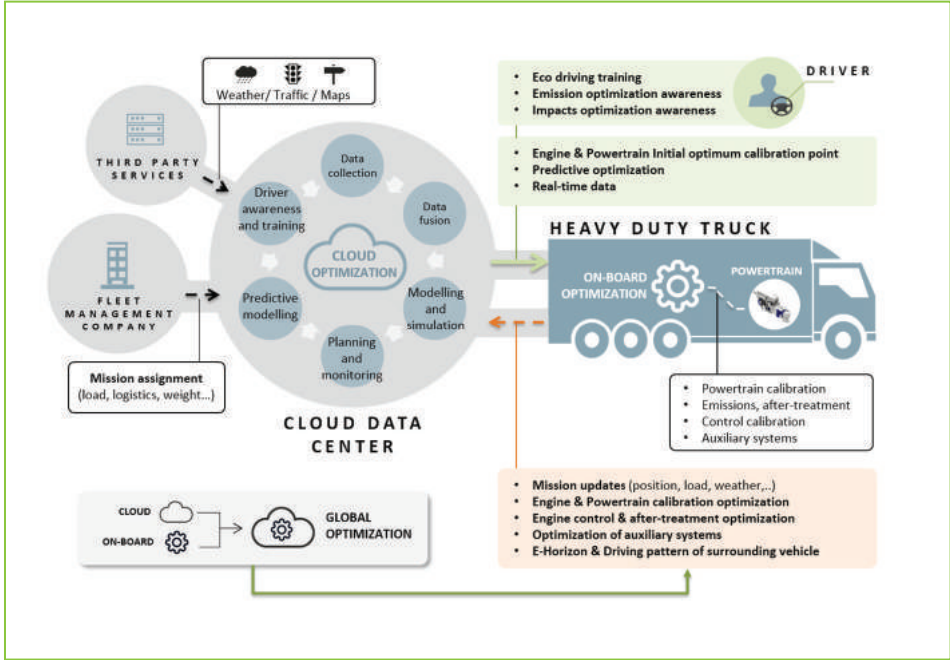 Weather/ Traffic / Maps
THIRD PARTY
SERVICES
FLEET
MANAGEMENT
COMPANY
Mission assignment
(load, logistics, weight...)
Data
collection
Data
fusion
Modelling
and
simulation
Planning
and
monitoring
Predictive
modelling
Driver
awareness
and training
CLOUD
OPTIMIZATION
CLOUD DATA
CENTER
• Eco driving training
• Emission optimization awareness
• Impacts optimization awareness
DRIVER
• Engine & Powertrain Initial optimum calibration point
• Predictive optimization
• Real-time data
HEAVY DUTY TRUCK
ON-BOARD
OPTIMIZATION
POWERTRAIN
• Powertrain calibration
• Emissions, after-treatment
• Control calibration
• Auxiliary systems
• Mission updates (position, load, weather,..)
• Engine & Powertrain calibration optimization
• Engine control & after-treatment optimization
• Optimization of auxiliary systems
• E-Horizon & Driving pattern of surrounding vehicle
CLOUD
ON-BOARD
GLOBAL
OPTIMIZATION